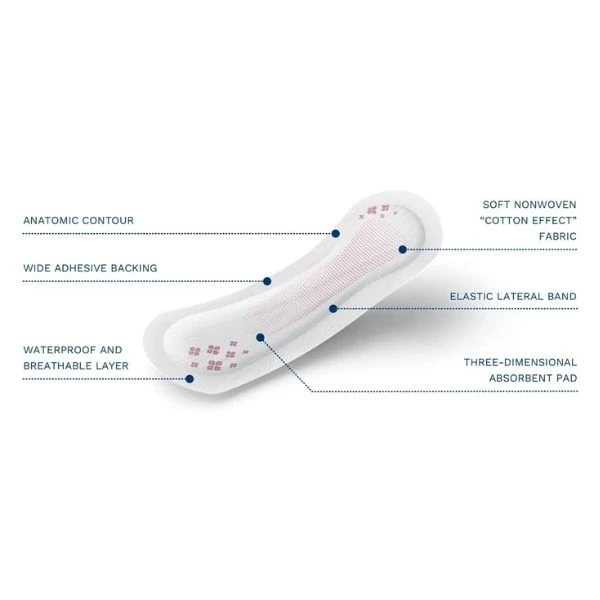 ANATOMIC CONTOUR
WIDE ADHESIVE BACKING
WATERPROOF AND
BREATHABLE LAYER
SOFT NONWOVEN
“COTTON EFFECT”
FABRIC
ELASTIC LATERAL BAND
THREE-DIMENSIONAL
ABSORBENT PAD